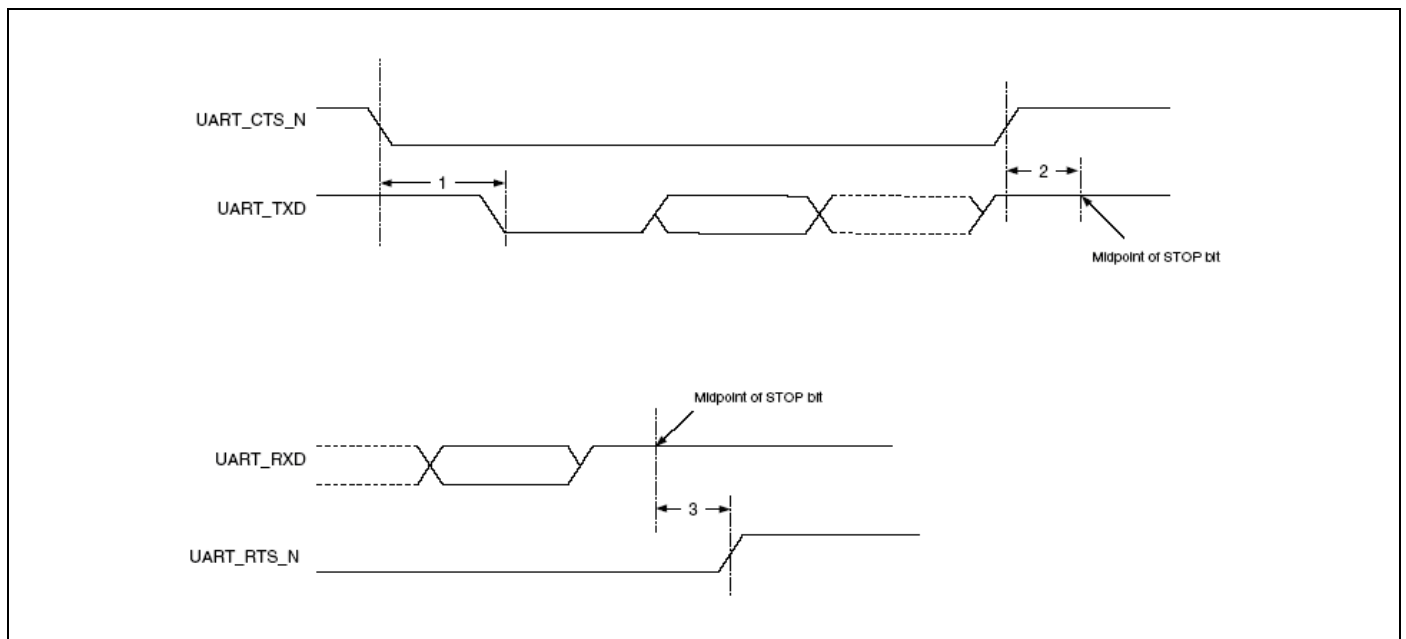 UART_CTS_N
1
2
UART_TXD
Midpoint of STOP bit
Midpoint of STOP bit
UART_RXD
3
UART_RTS_N